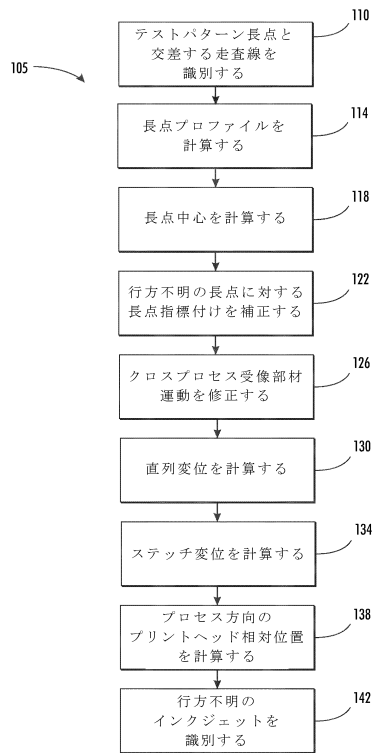 110
テストパターン長点と
交差する走査線を
識別する
105
114
長点プロファイルを
計算する
118
長点中心を計算する
122
行方不明の長点に対する
長点指標付けを補正する
126
クロスプロセス受像部材
運動を修正する
130
直列変位を計算する
134
ステッチ変位を計算する
138
プロセス方向の
プリントヘッド相対位置
を計算する
142
行方不明の
インクジェットを
識別する